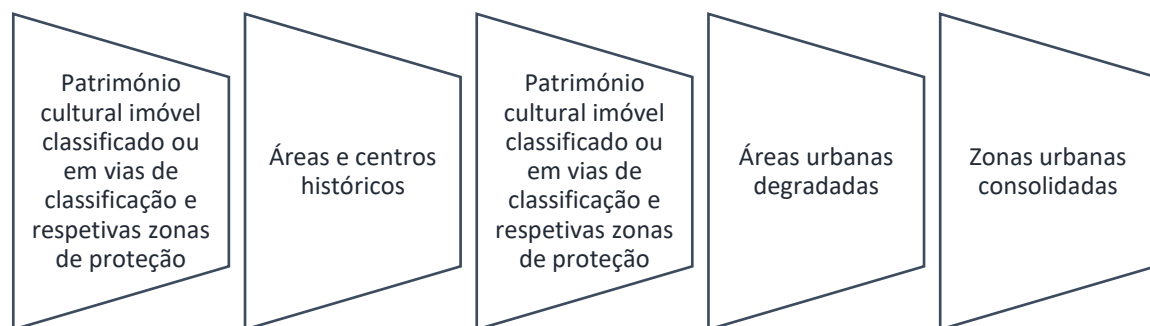 Património
cultural imóvel
classificado ou
em vias de
classificação e
respetivas zonas
de proteção
Áreas e centros
históricos
Património
cultural imóvel
classificado ou
em vias de
classificação e
respetivas zonas
de proteção
Áreas urbanas
degradadas
Zonas urbanas
consolidadas